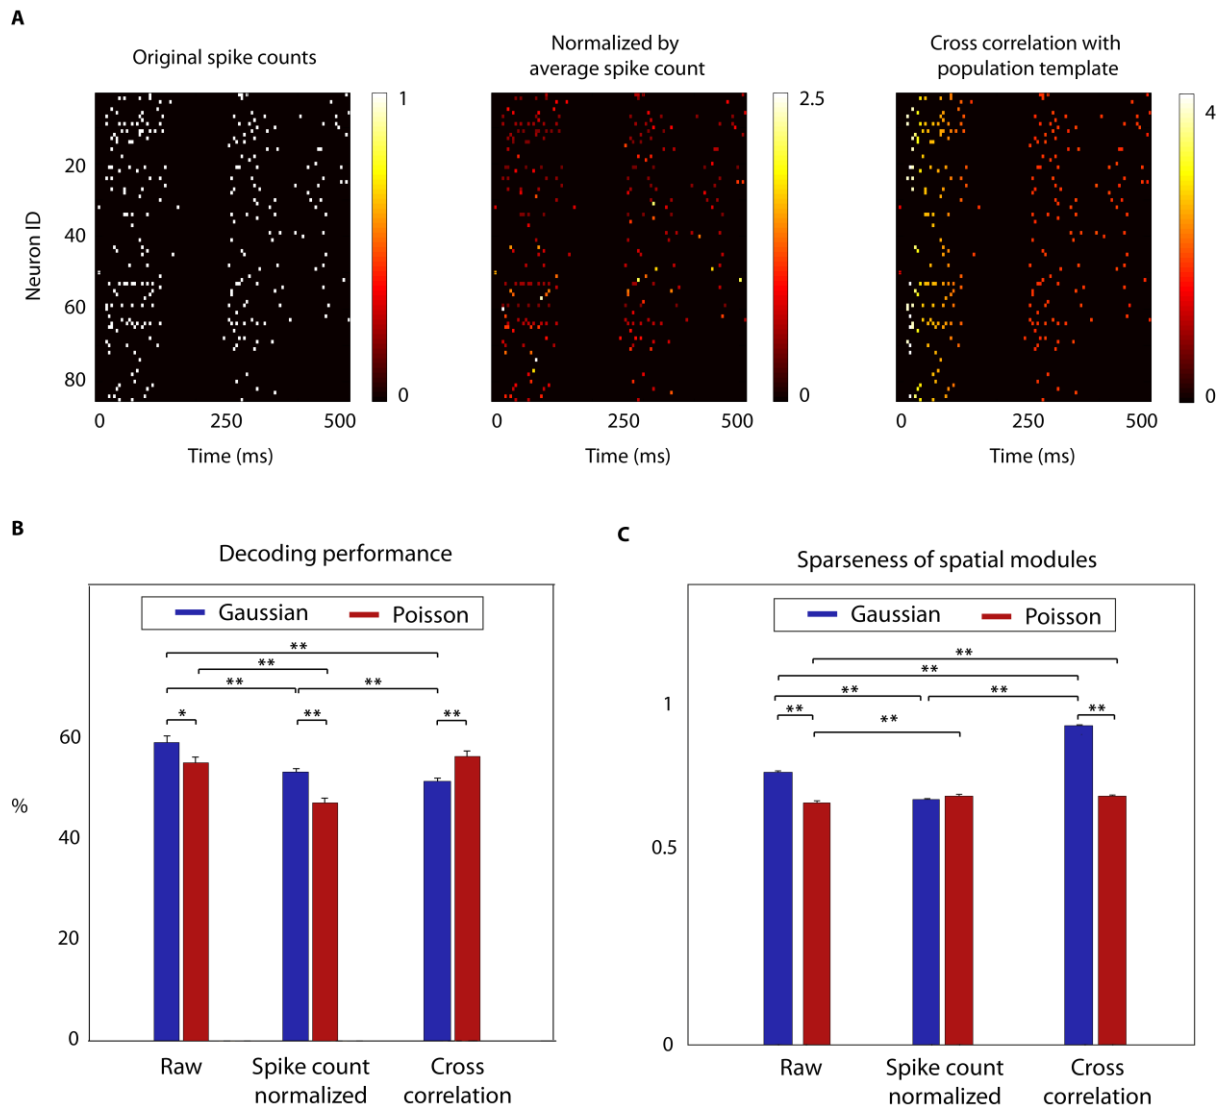 A
Original spike counts
Normalized by
average spike count
Cross correlation with
population template
Neuron ID
20
40
60
80
0
250
500
Time (ms)
1
0
0
250
500
Time (ms)
2.5
0
0
250
500
Time (ms)
4
0
B
Decoding performance
Gaussian
Poisson
**
**
**
**
*
**
**
%
60
40
20
0
Raw
Spike count
normalized
Cross
correlation
C
Sparseness of spatial modules
Gaussian
Poisson
**
**
**
**
**
**
**
1
0.5
0
Raw
Spike count
normalized
Cross
correlation